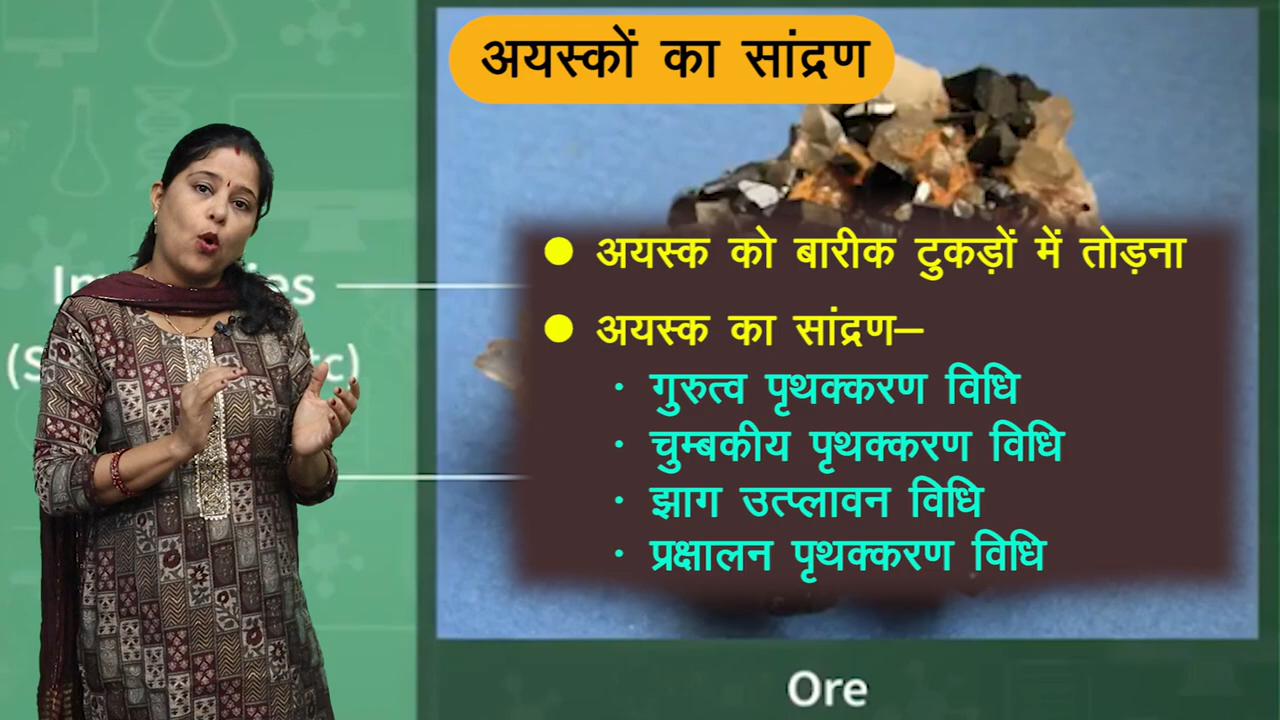 अयस्कों का सांद्रण
अयस्क को बारीक टुकड़ों में तोड़ना
अयस्क का सांद्रण–
गुरुत्व पृथक्करण विधि
चुम्बकीय पृथक्करण विधि
झाग उत्प्लावन विधि
प्रक्षालन पृथक्करण विधि
Ore